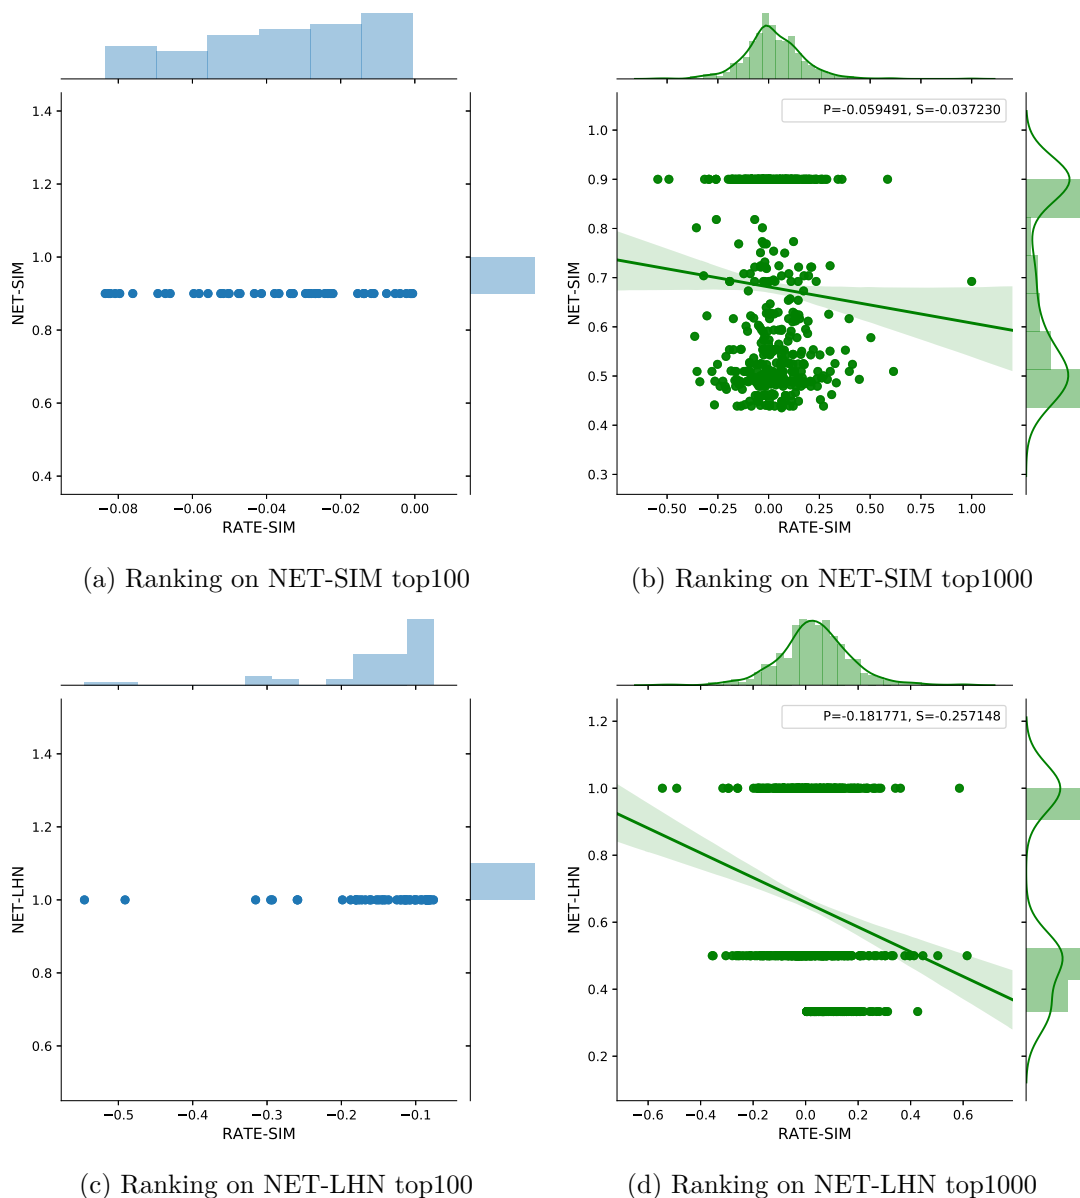 1.4
1.2
1.0
0.8
0.6
0.4
NET-SIM
−0.08 −0.06 −0.04 −0.02 0.00
RATE-SIM
(a) Ranking on NET-SIM top100
P=-0.059491, S=-0.037230
1.0
0.9
0.8
0.7
0.6
0.5
0.4
0.3
NET-SIM
−0.50 −0.25 0.00 0.25 0.50 0.75 1.00
RATE-SIM
(b) Ranking on NET-SIM top1000
1.4
1.2
1.0
0.8
0.6
NET-LHN
−0.5 −0.4 −0.3 −0.2 −0.1
RATE-SIM
(c) Ranking on NET-LHN top100
P=-0.181771, S=-0.257148
1.2
1.0
0.8
0.6
0.4
0.2
NET-LHN
−0.6 −0.4 −0.2 0.0 0.2 0.4 0.6
RATE-SIM
(d) Ranking on NET-LHN top1000